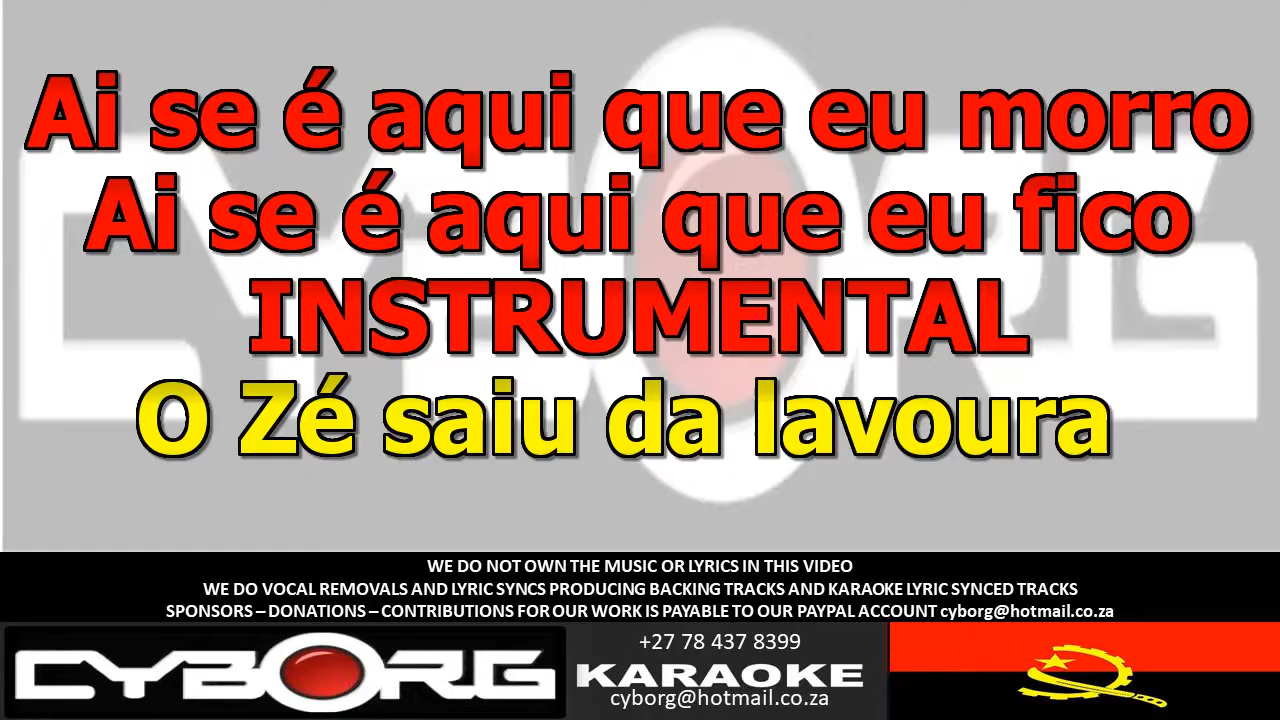 Ai se é aqui que eu morro
Ai se é aqui que eu fico
INSTRUMENTAL
O Zé saiu da lavoura
WE DO NOT OWN THE MUSIC OR LYRICS IN THIS VIDEO
WE DO VOCAL REMOVALS AND LYRIC SYNCS PRODUCING BACKING TRACKS AND KARAOKE LYRIC SYNCED TRACKS
SPONSORS – DONATIONS – CONTRIBUTIONS FOR OUR WORK IS PAYABLE TO OUR PAYPAL ACCOUNT cyborg@hotmail.co.za
CYBORG
+27 78 437 8399
KARAOKE
cyborg@hotmail.co.za